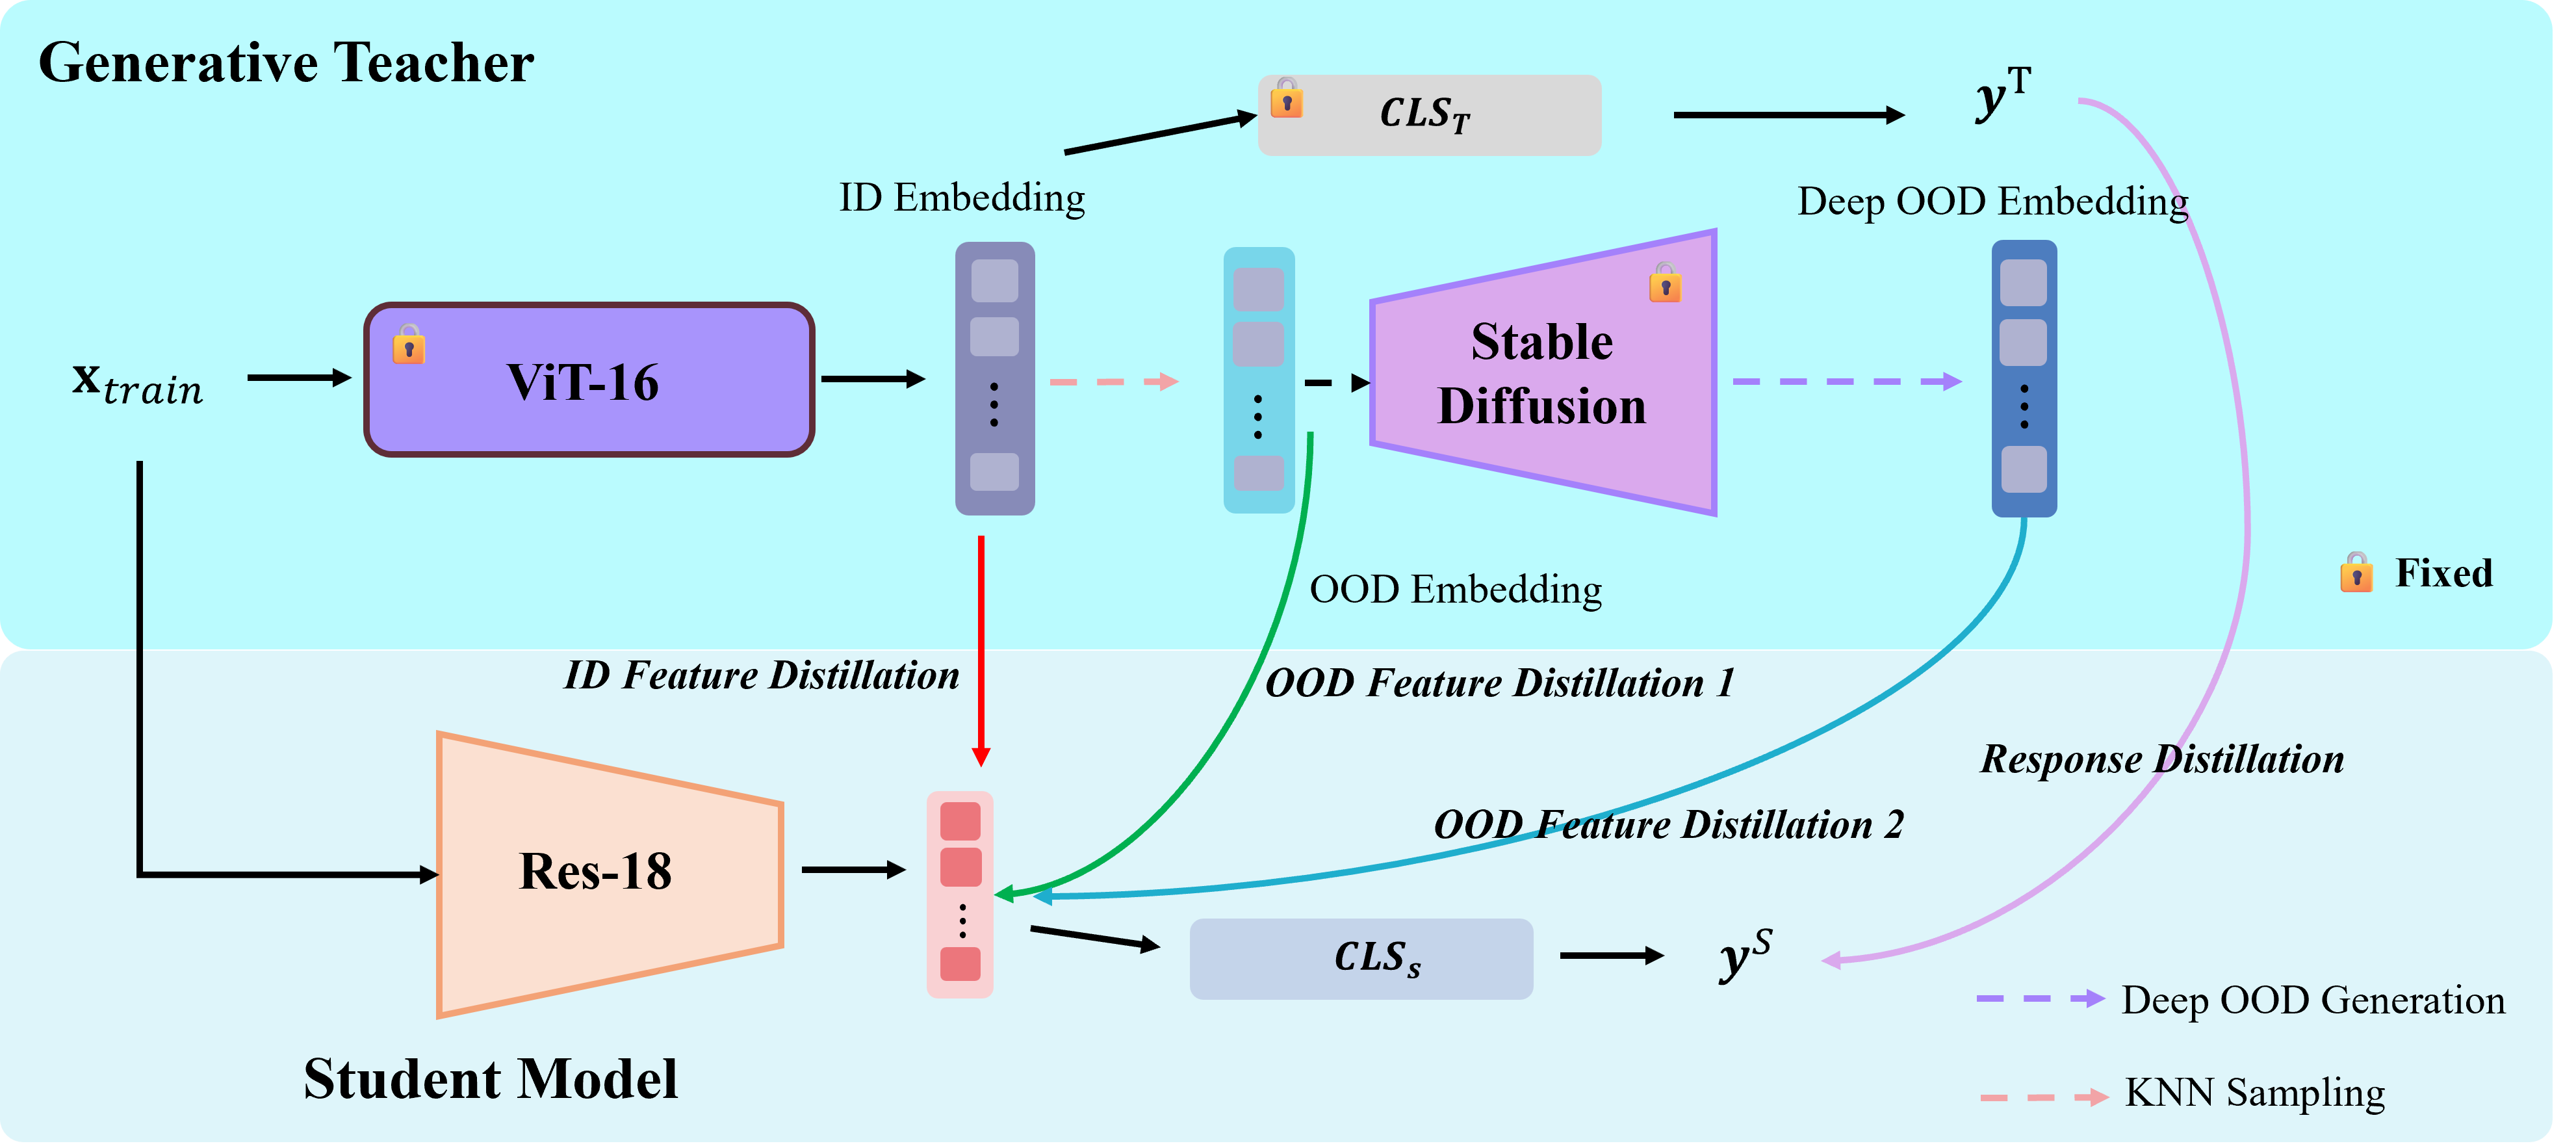 Generative Teacher
CLS_T
y^T
ID Embedding
Deep OOD Embedding
x_train
ViT-16
Stable
Diffusion
OOD Embedding
Fixed
ID Feature Distillation
OOD Feature Distillation 1
Response Distillation
OOD Feature Distillation 2
Res-18
CLS_s
y^S
Deep OOD Generation
Student Model
KNN Sampling